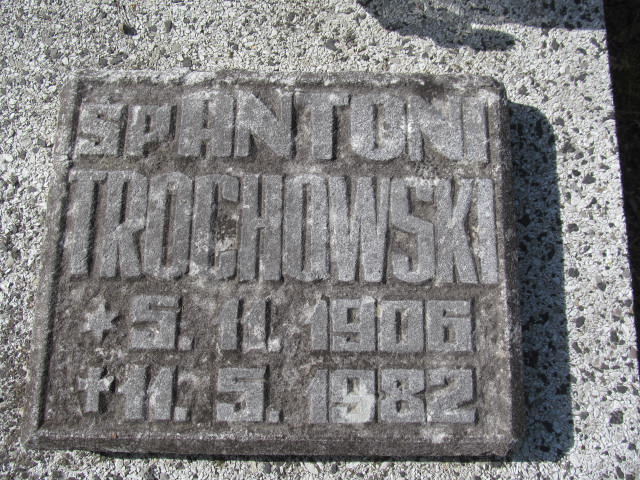 ŚP ANTONI
TROCHOWSKI
* 5. II. 1906
† 11. 5. 1982